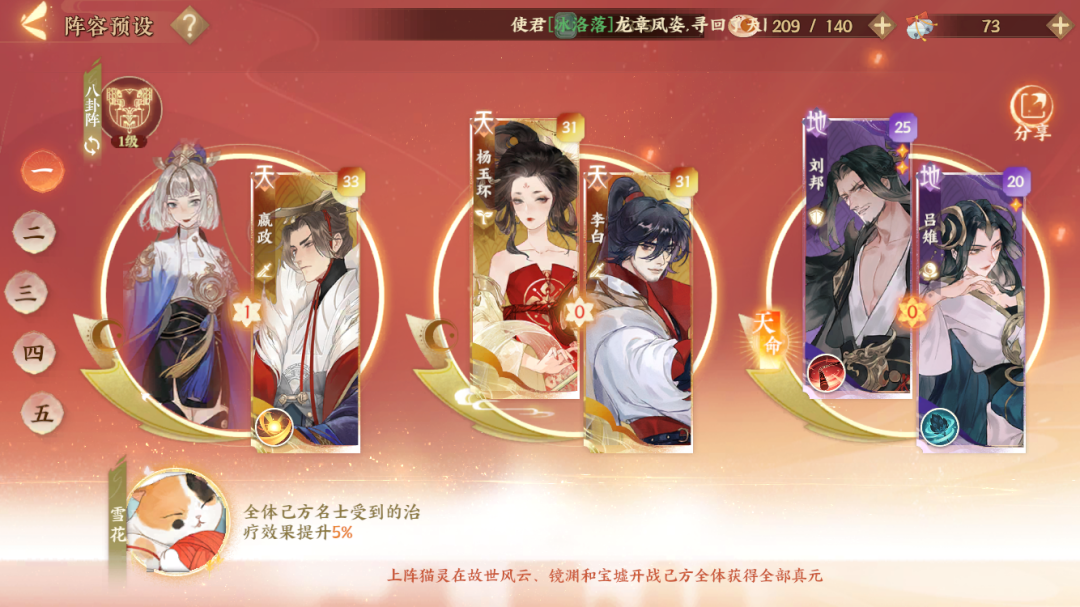 阵容预设
?
使君[冰洛落]龙章凤姿,寻回
209 / 140
73
八卦阵
1级
分享
一
二
三
四
五
天
33
嬴政
1
天
31
杨玉环
天
31
李白
0
地
25
刘邦
地
20
吕雉
0
天命
雪花
全体己方名士受到的治
疗效果提升5%
上阵猫灵在故世风云、镜渊和宝墟开战己方全体获得全部真元